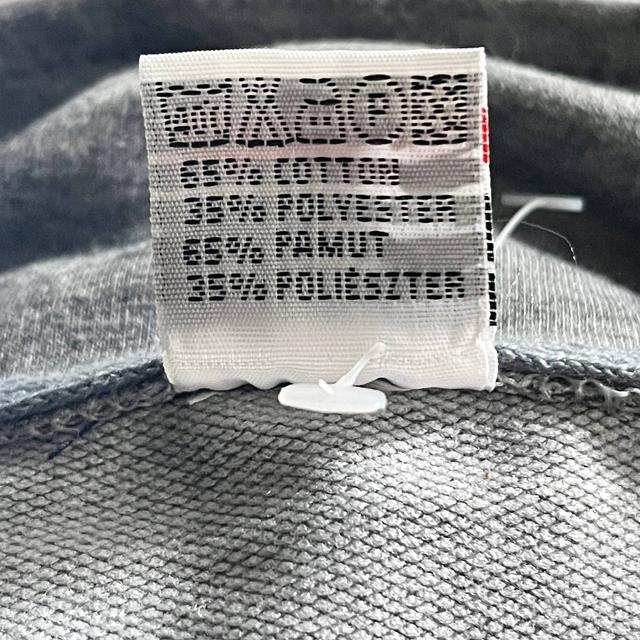 65% COTTON
35% POLYESTER
65% PAMUT
35% POLIÉSZTER